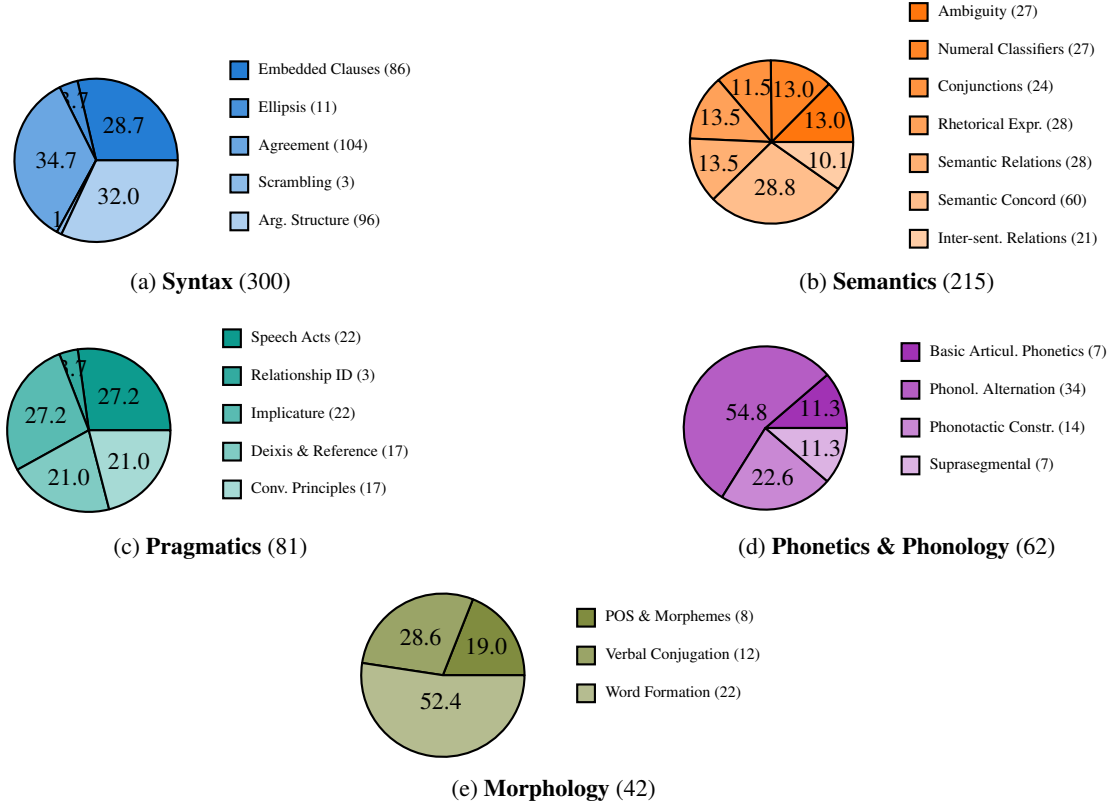 28.7
3.7
34.7
1
32.0
Embedded Clauses (86)
Ellipsis (11)
Agreement (104)
Scrambling (3)
Arg. Structure (96)
(a) Syntax (300)
13.0
13.0
11.5
13.5
13.5
28.8
10.1
Ambiguity (27)
Numeral Classifiers (27)
Conjunctions (24)
Rhetorical Expr. (28)
Semantic Relations (28)
Semantic Concord (60)
Inter-sent. Relations (21)
(b) Semantics (215)
27.2
3.7
27.2
21.0
21.0
Speech Acts (22)
Relationship ID (3)
Implicature (22)
Deixis & Reference (17)
Conv. Principles (17)
(c) Pragmatics (81)
11.3
54.8
22.6
11.3
Basic Articul. Phonetics (7)
Phonol. Alternation (34)
Phonotactic Constr. (14)
Suprasegmental (7)
(d) Phonetics & Phonology (62)
19.0
28.6
52.4
POS & Morphemes (8)
Verbal Conjugation (12)
Word Formation (22)
(e) Morphology (42)